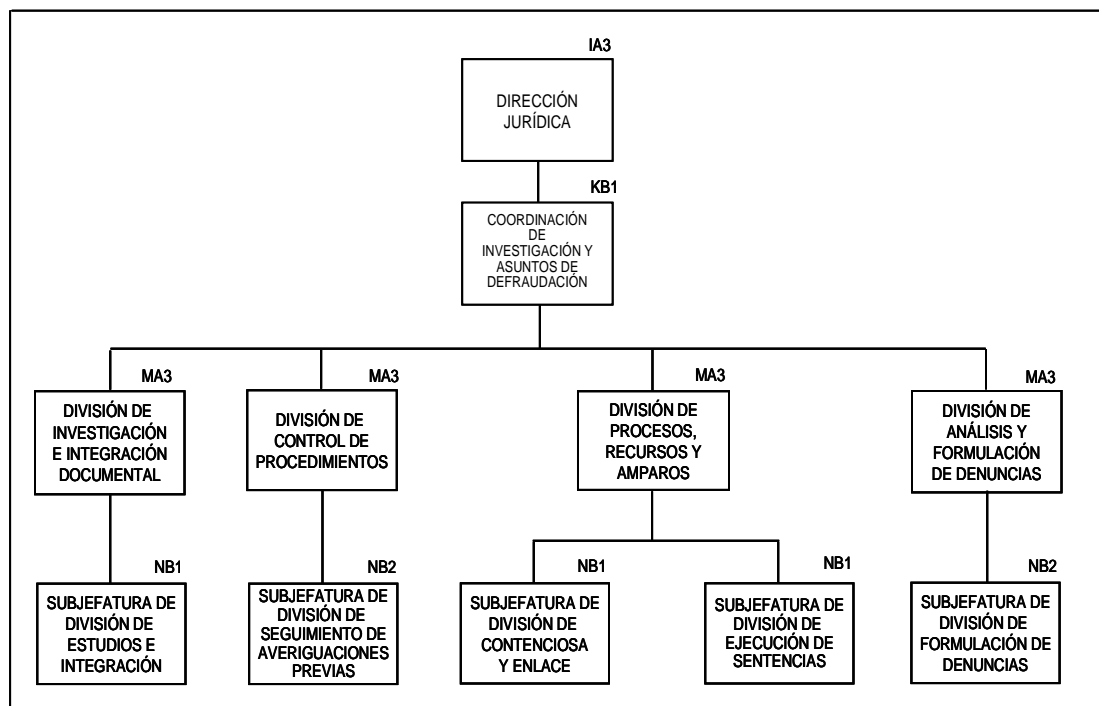 IA3
DIRECCIÓN
JURÍDICA
KB1
COORDINACIÓN
DE
INVESTIGACIÓN Y
ASUNTOS DE
DEFRAUDACIÓN
MA3
DIVISIÓN DE
INVESTIGACIÓN
E INTEGRACIÓN
DOCUMENTAL
MA3
DIVISIÓN DE
CONTROL DE
PROCEDIMIENTOS
MA3
DIVISIÓN DE
PROCESOS,
RECURSOS Y
AMPAROS
MA3
DIVISIÓN DE
ANÁLISIS Y
FORMULACIÓN
DE DENUNCIAS
NB1
SUBJEFATURA DE
DIVISIÓN DE
ESTUDIOS E
INTEGRACIÓN
NB2
SUBJEFATURA DE
DIVISIÓN DE
SEGUIMIENTO DE
AVERIGUACIONES
PREVIAS
NB1
SUBJEFATURA DE
DIVISIÓN DE
CONTENCIOSA
Y ENLACE
NB1
SUBJEFATURA DE
DIVISIÓN DE
EJECUCIÓN DE
SENTENCIAS
NB2
SUBJEFATURA DE
DIVISIÓN DE
FORMULACIÓN DE
DENUNCIAS